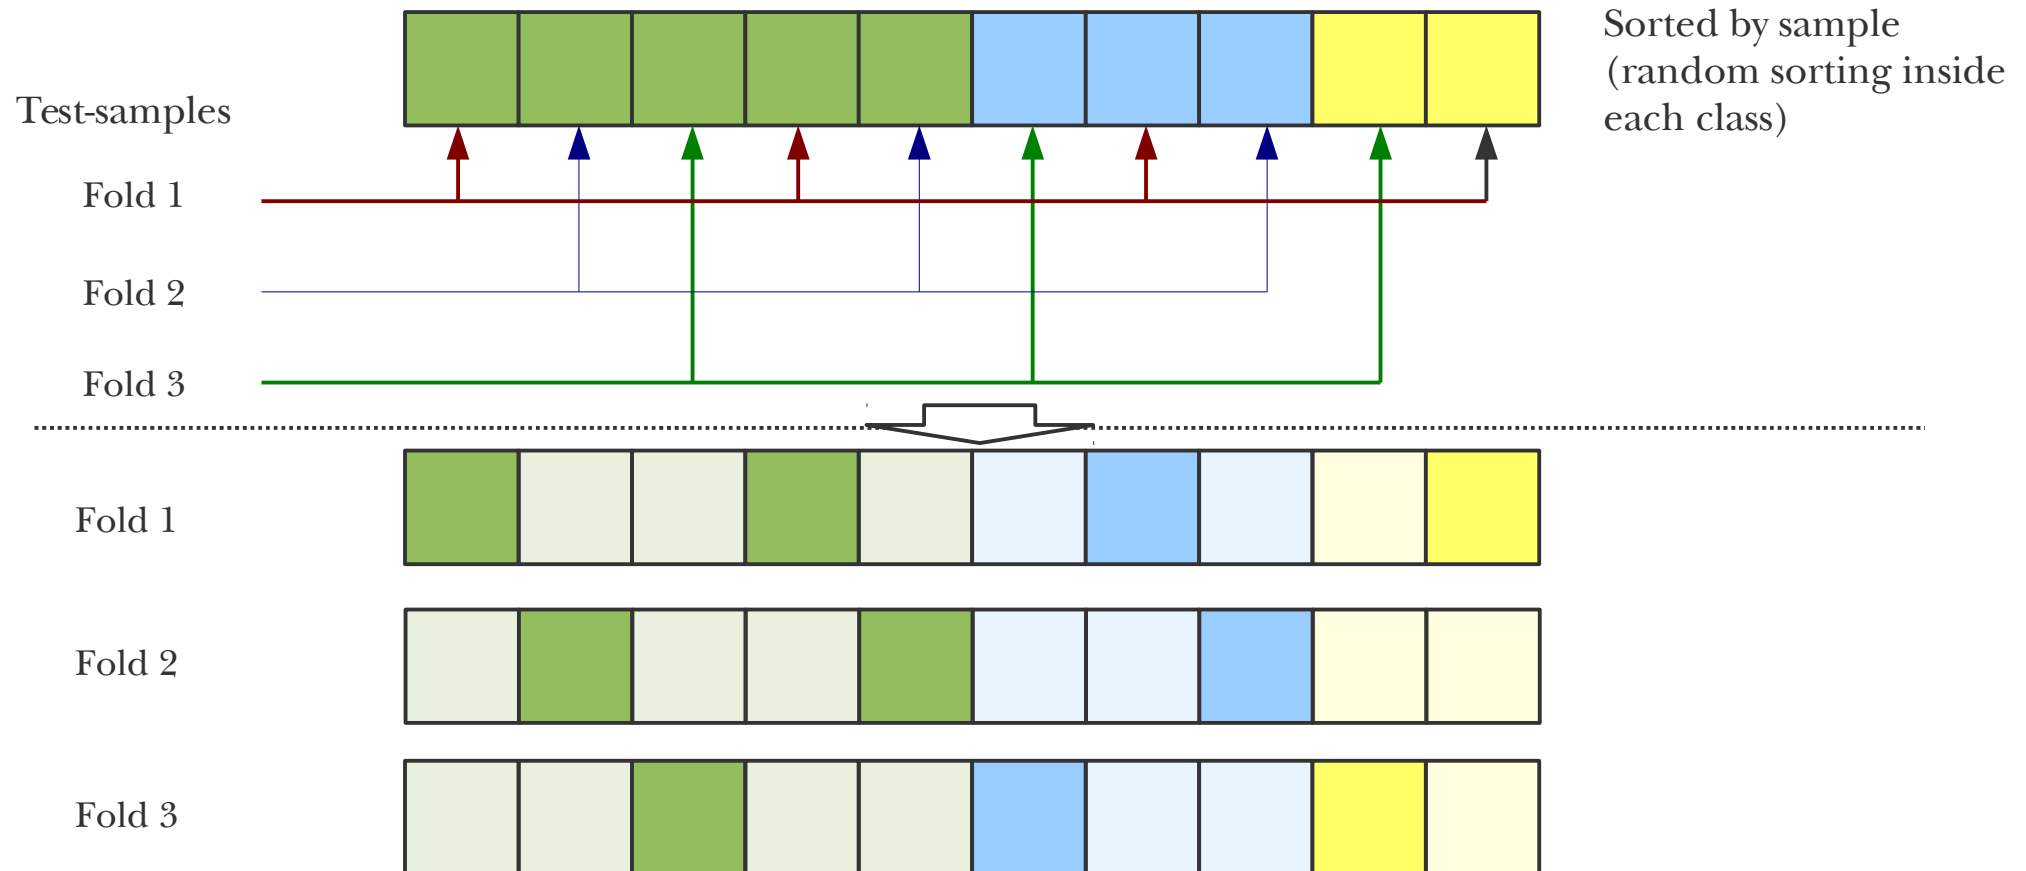 Sorted by sample
(random sorting inside
each class)
Test-samples
Fold 1
Fold 2
Fold 3
Fold 1
Fold 2
Fold 3